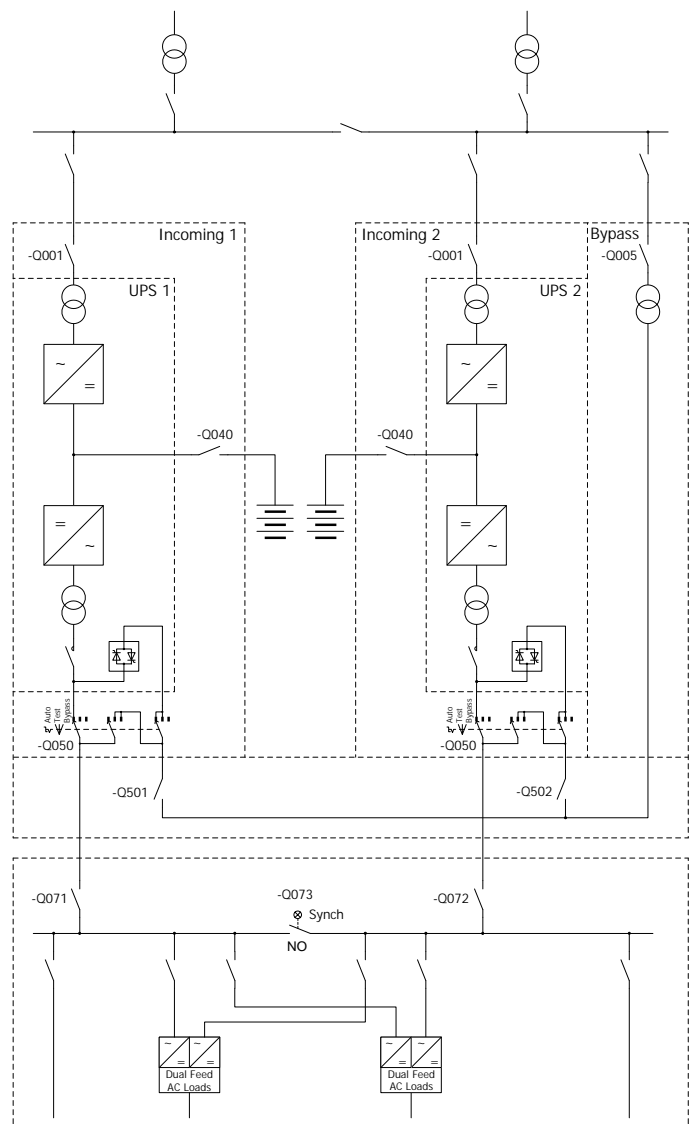 Incoming 1
Incoming 2
Bypass
-Q001
-Q001
-Q005
UPS 1
UPS 2
~
=
~
=
-Q040
-Q040
=
~
=
~
Auto
Test
Bypass
-Q050
Auto
Test
Bypass
-Q050
-Q501
-Q502
-Q071
-Q073
-Q072
Synch
NO
~ ~
= =
Dual Feed
AC Loads
~ ~
= =
Dual Feed
AC Loads